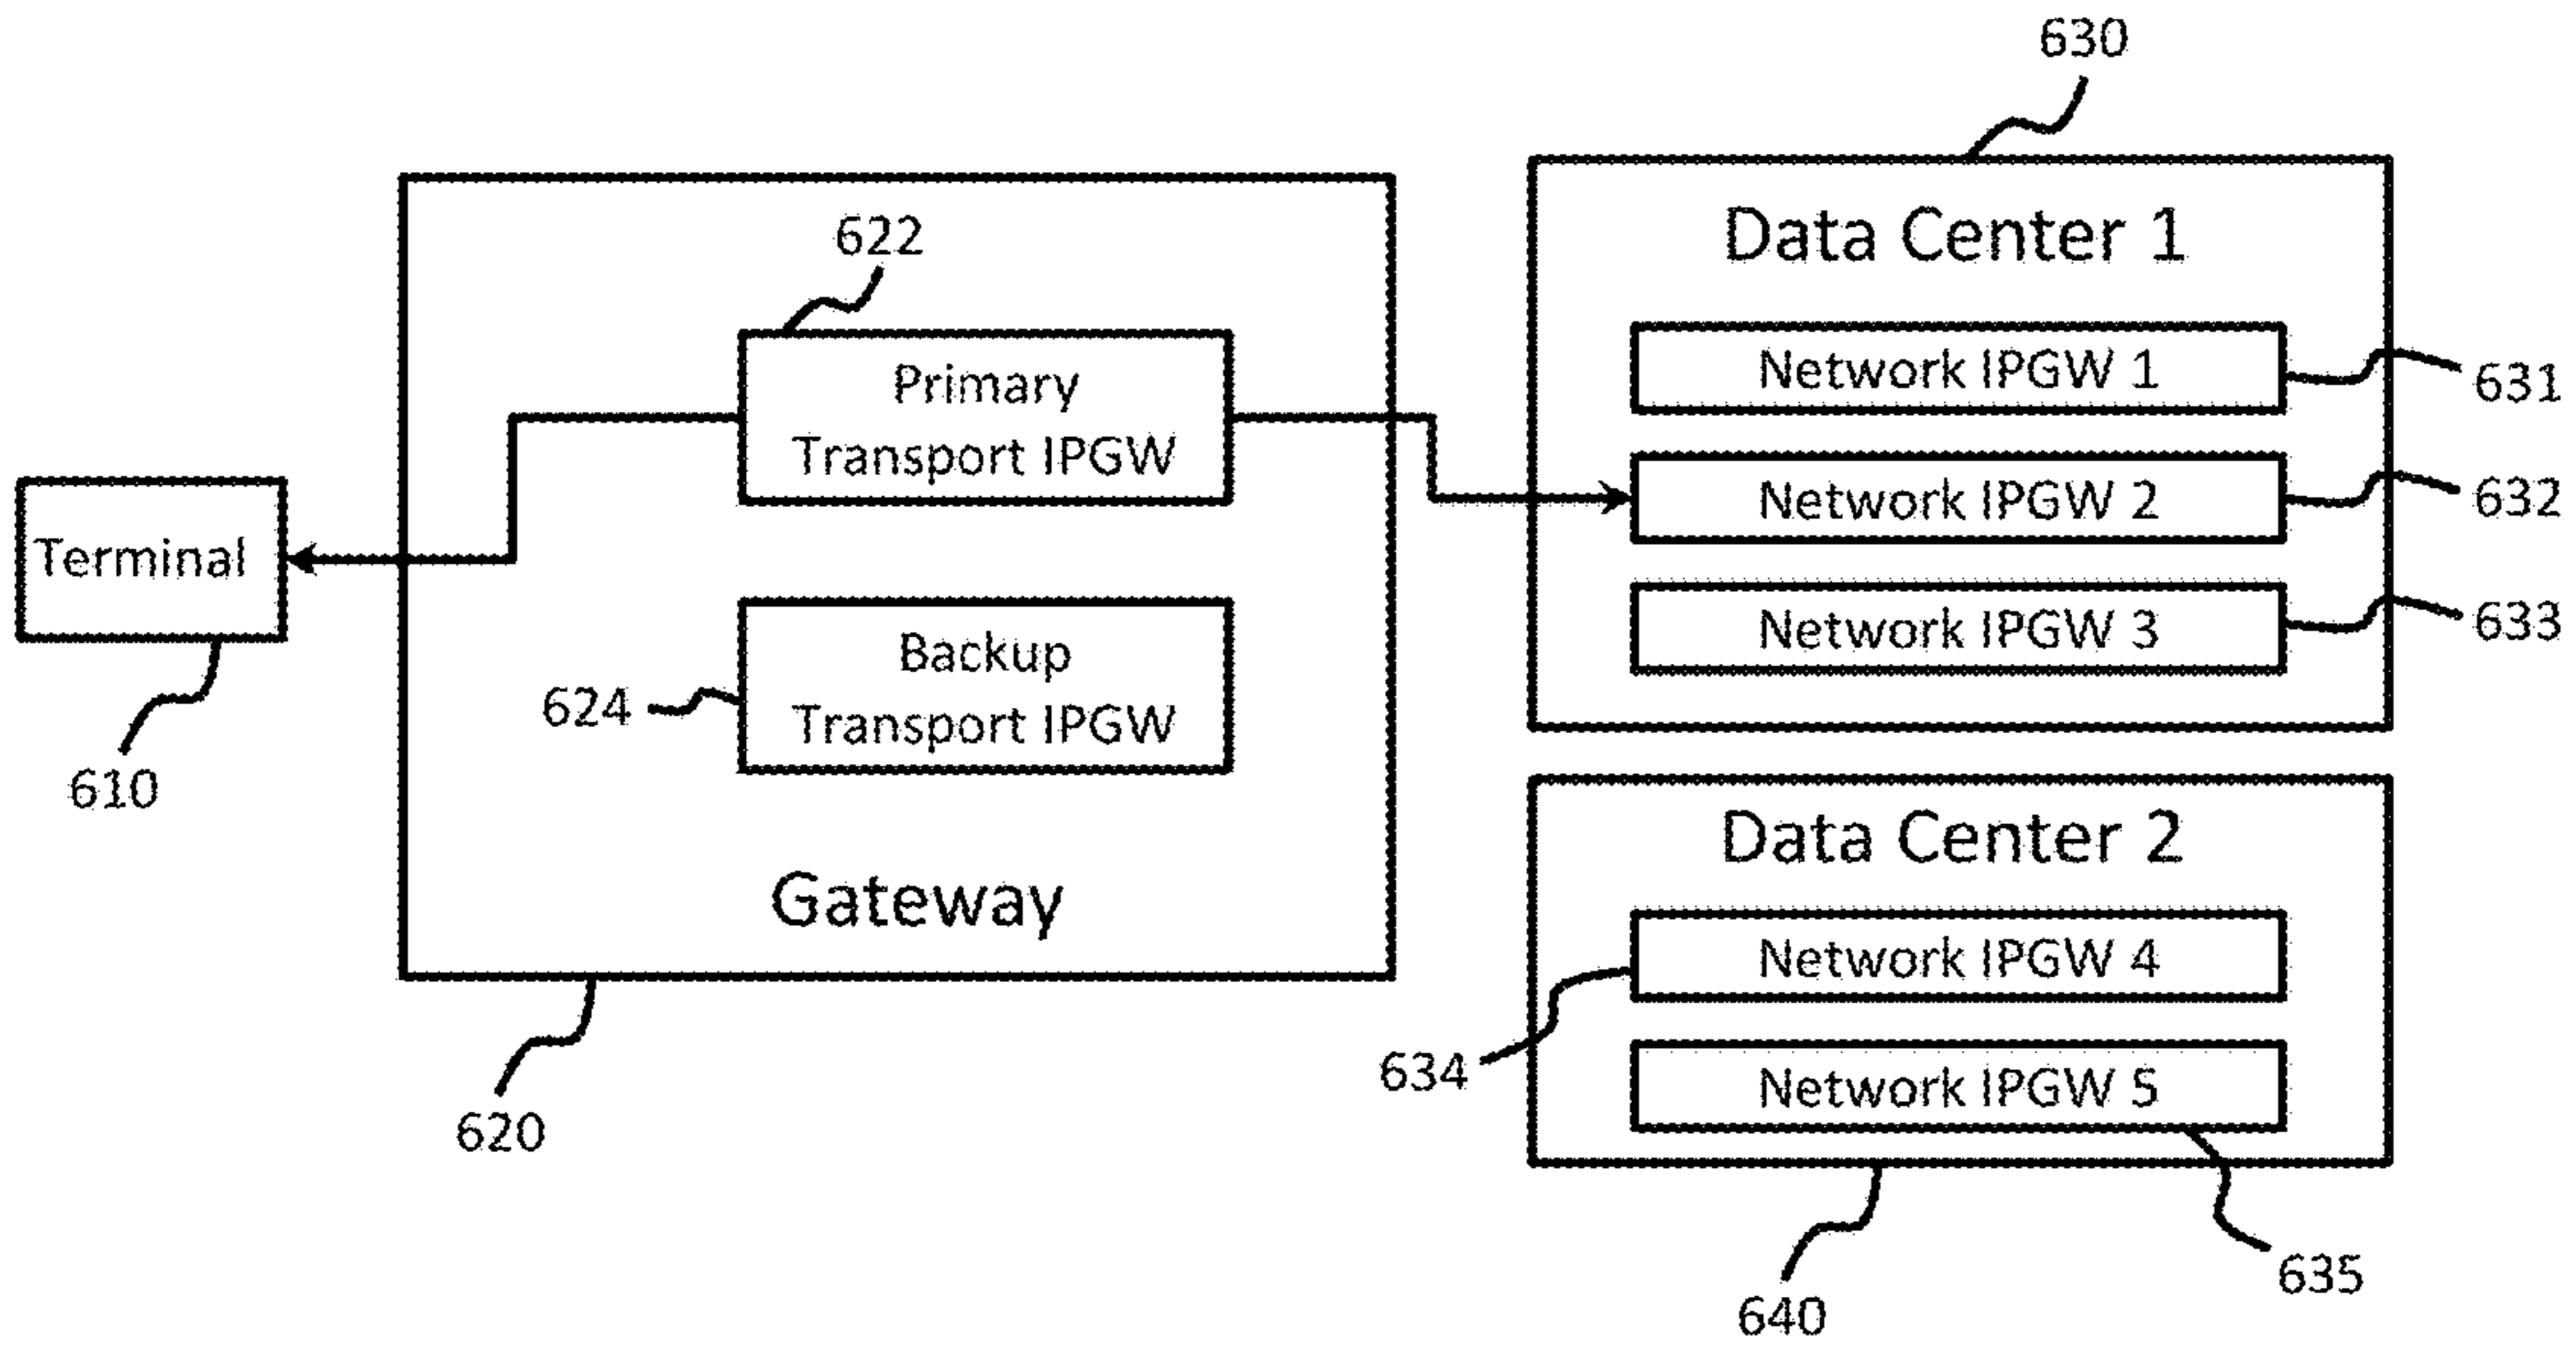 630
622
Data Center 1
Primary
Transport IPGW
Network IPGW 1
631
Network IPGW 2
632
Terminal
Network IPGW 3
633
Backup
Transport IPGW
624
610
Gateway
Data Center 2
Network IPGW 4
634
Network IPGW 5
620
635
640